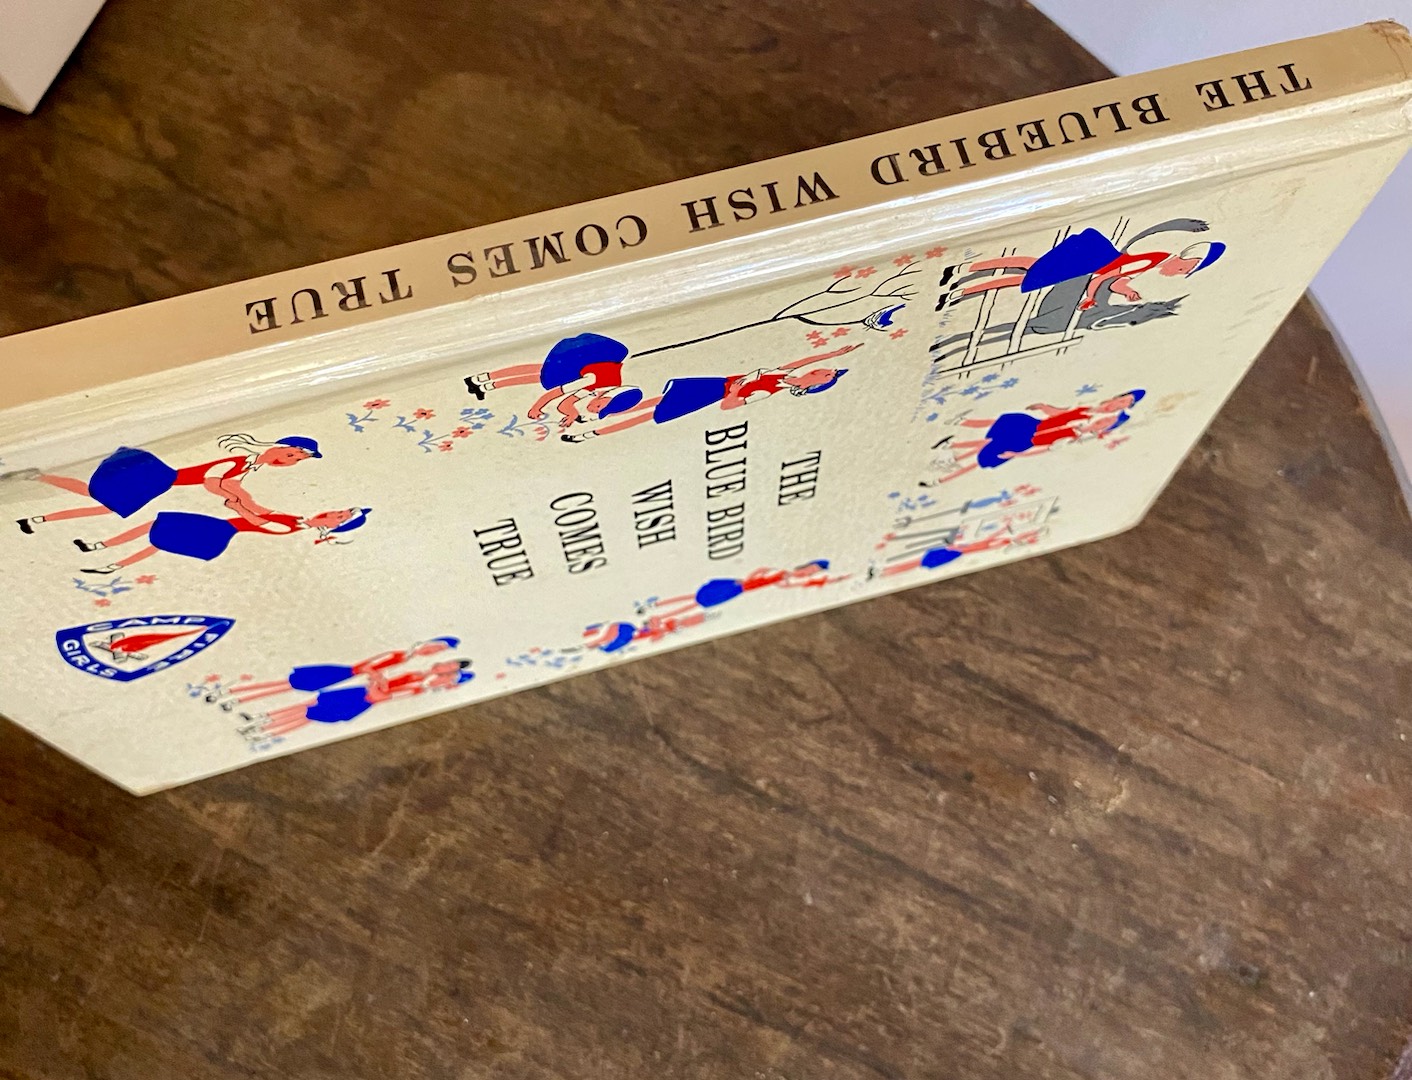 THE BLUEBIRD WISH COMES TRUE
THE
BLUE BIRD
WISH
COMES
TRUE
CAMP
FIRE
GIRLS